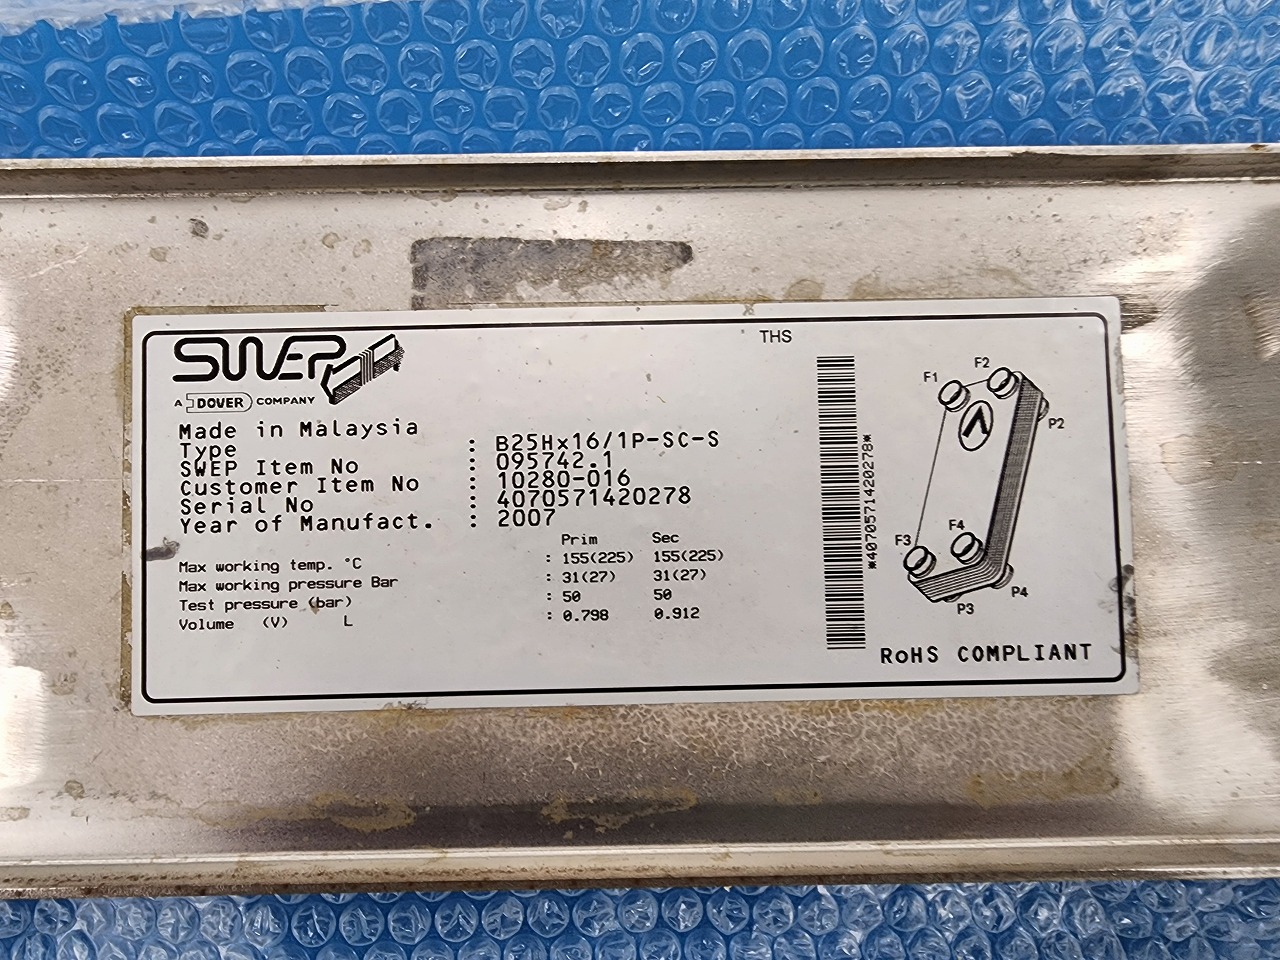 SWEP
A DOVER COMPANY
THS
Made in Malaysia
Type : B25Hx16/1P-SC-S
SWEP Item No : 095742.1
Customer Item No : 10280-016
Serial No : 4070571420278
Year of Manufact. : 2007
Prim Sec
Max working temp. °C : 155(225) 155(225)
Max working pressure Bar : 31(27) 31(27)
Test pressure (bar) : 50 50
Volume (V) L : 0.798 0.912
*4070571420278*
F1
F2
P2
F3
F4
P3
P4
RoHS COMPLIANT